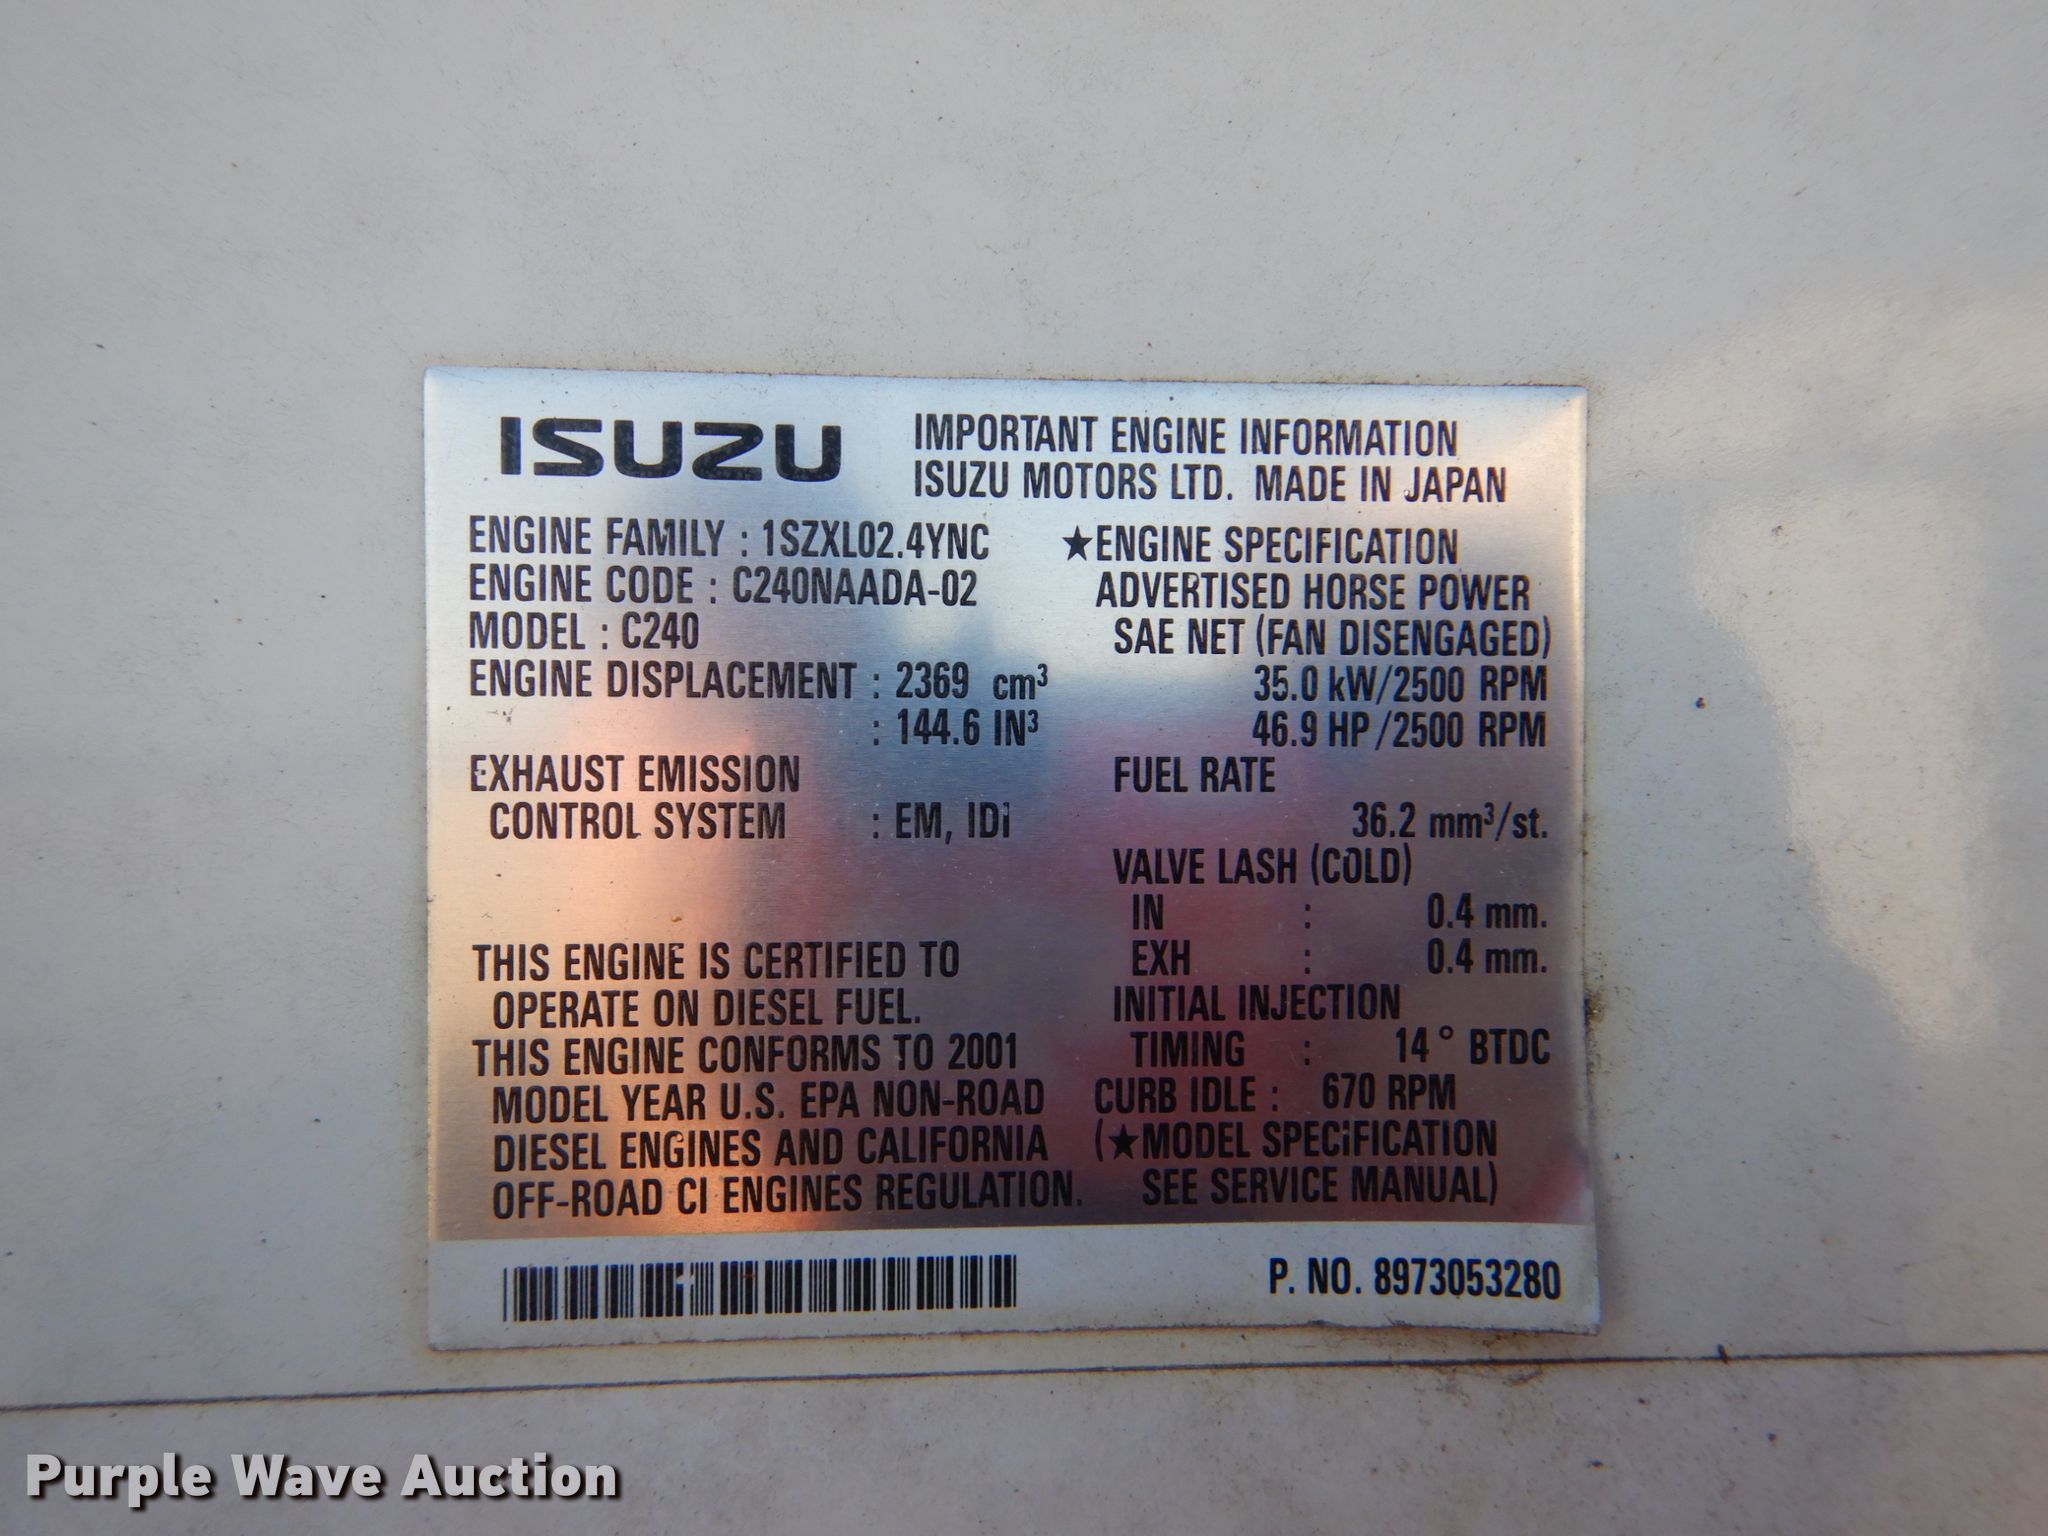 ISUZU
IMPORTANT ENGINE INFORMATION
ISUZU MOTORS LTD. MADE IN JAPAN
ENGINE FAMILY : 1SZXL02.4YNC
ENGINE CODE : C240NAADA-02
MODEL : C240
ENGINE DISPLACEMENT : 2369 cm³
: 144.6 IN³
EXHAUST EMISSION
CONTROL SYSTEM : EM, IDI
THIS ENGINE IS CERTIFIED TO
OPERATE ON DIESEL FUEL.
THIS ENGINE CONFORMS TO 2001
MODEL YEAR U.S. EPA NON-ROAD
DIESEL ENGINES AND CALIFORNIA
OFF-ROAD CI ENGINES REGULATION.
★ENGINE SPECIFICATION
ADVERTISED HORSE POWER
SAE NET (FAN DISENGAGED)
35.0 kW/2500 RPM
46.9 HP/2500 RPM
FUEL RATE
36.2 mm³/st.
VALVE LASH (COLD)
IN : 0.4 mm.
EXH : 0.4 mm.
INITIAL INJECTION
TIMING : 14° BTDC
CURB IDLE : 670 RPM
(★MODEL SPECIFICATION
SEE SERVICE MANUAL)
P. NO. 8973053280
Purple Wave Auction